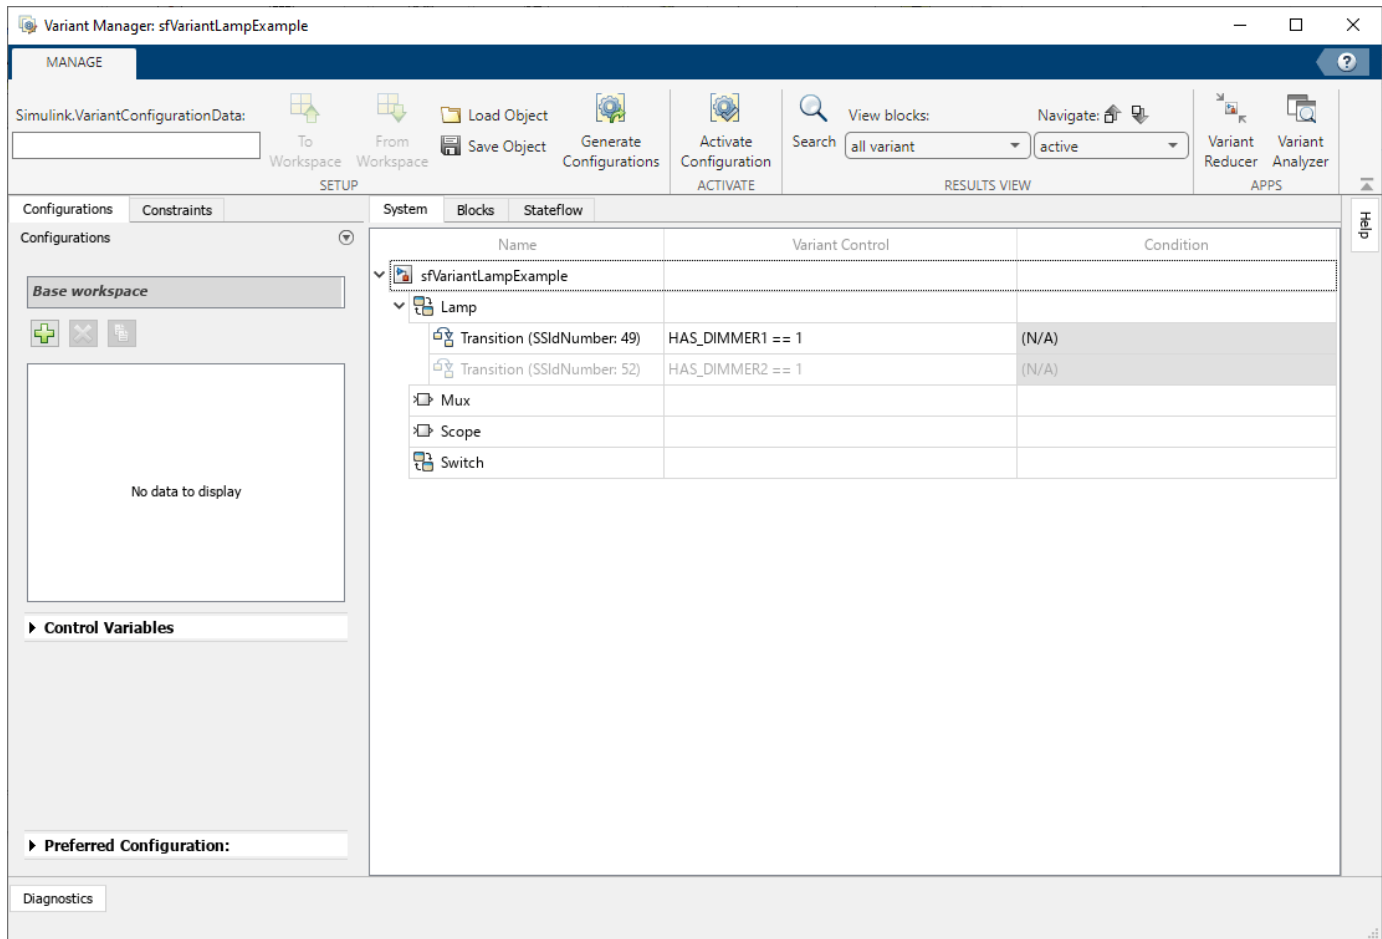 Variant Manager: sfVariantLampExample
MANAGE
?
Simulink.VariantConfigurationData:
To Workspace
From Workspace
Load Object
Save Object
Generate Configurations
SETUP
Activate Configuration
ACTIVATE
Search
View blocks:
all variant
Navigate:
active
RESULTS VIEW
Variant Reducer
Variant Analyzer
APPS
Configurations
Constraints
Configurations
Base workspace
No data to display
Control Variables
Preferred Configuration:
System
Blocks
Stateflow
Name Variant Control Condition
sfVariantLampExample
Lamp
Transition (SSIdNumber: 49) HAS_DIMMER1 == 1 (N/A)
Transition (SSIdNumber: 52) HAS_DIMMER2 == 1 (N/A)
Mux
Scope
Switch
Help
Diagnostics